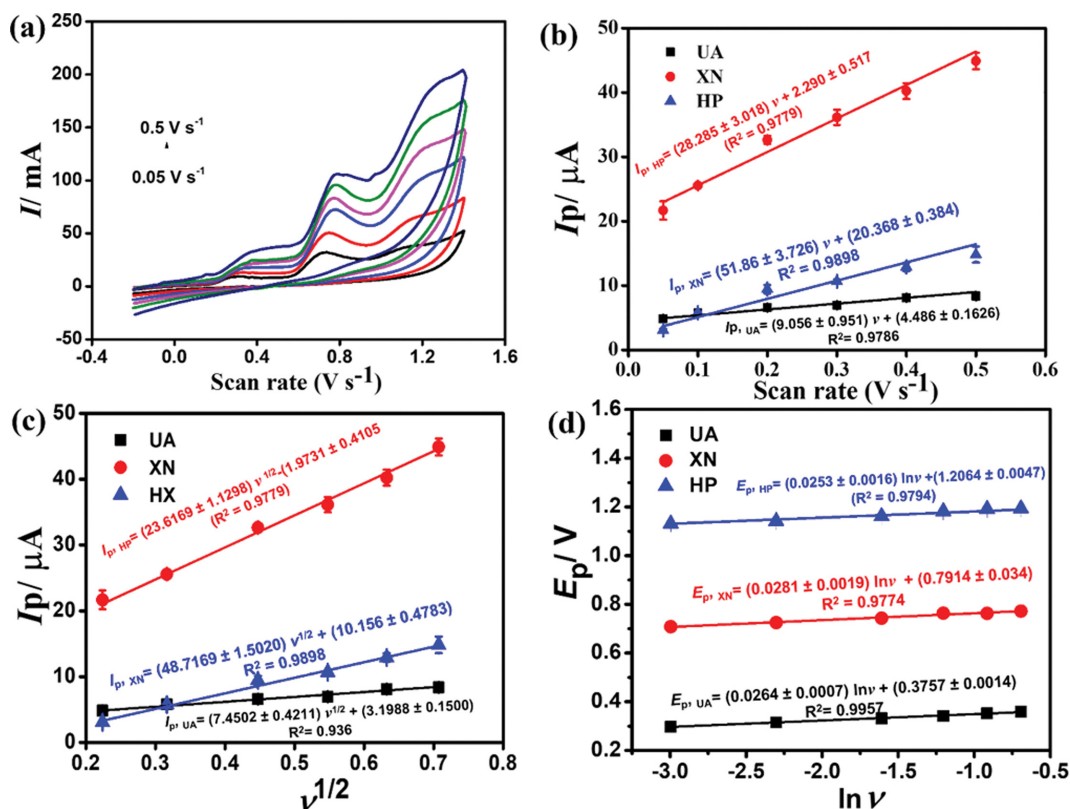 (a)
250
200
150
100
50
0
-50
I/ mA
0.5 V s-1
0.05 V s-1
-0.4
0.0
0.4
0.8
1.2
1.6
Scan rate (V s-1)
(b)
50
40
30
20
10
0
Ip/ μA
UA
XN
HP
Ip, HP= (28.285 ± 3.018) ν + 2.290 ± 0.517
(R2 = 0.9779)
Ip, XN = (51.86 ± 3.726) ν + (20.368 ± 0.384)
R2 = 0.9898
Ip, UA= (9.056 ± 0.951) ν + (4.486 ± 0.1626)
R2= 0.9786
0.0
0.1
0.2
0.3
0.4
0.5
0.6
Scan rate (V s-1)
(c)
50
40
30
20
10
0
Ip/ μA
UA
XN
HX
Ip, HP= (23.6169 ± 1.1298) ν1/2-(1.9731 ± 0.4105
(R2 = 0.9779)
Ip, XN= (48.7169 ± 1.5020) ν1/2 + (10.156 ± 0.4783)
R2 = 0.9898
Ip, UA = (7.4502 ± 0.4211) ν1/2 + (3.1988 ± 0.1500)
R2= 0.936
0.2
0.3
0.4
0.5
0.6
0.7
0.8
ν1/2
(d)
1.6
1.4
1.2
1.0
0.8
0.6
0.4
0.2
Ep/ V
UA
XN
HP
Ep, HP= (0.0253 ± 0.0016) lnν +(1.2064 ± 0.0047)
(R2 = 0.9794)
Ep, XN= (0.0281 ± 0.0019) lnν + (0.7914 ± 0.034)
R2 = 0.9774
Ep, UA = (0.0264 ± 0.0007) lnν + (0.3757 ± 0.0014)
R2= 0.9957
-3.0
-2.5
-2.0
-1.5
-1.0
-0.5
ln ν